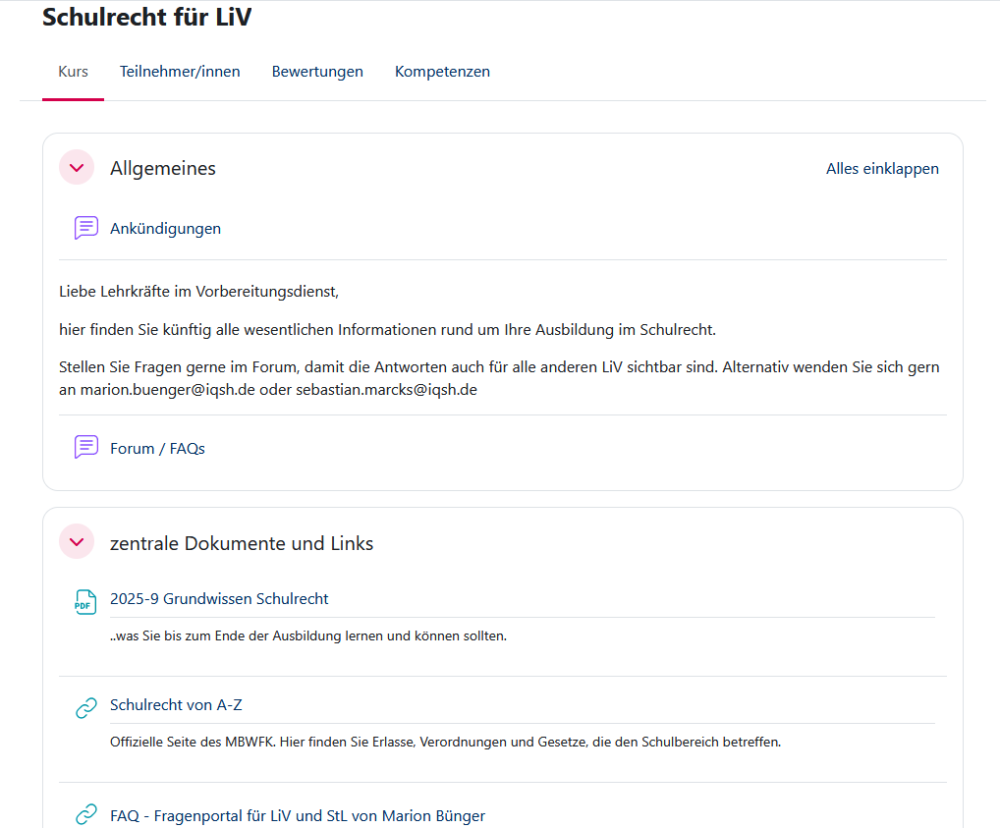 Schulrecht für LiV
Kurs Teilnehmer/innen Bewertungen Kompetenzen
Allgemeines
Alles einklappen
Ankündigungen
Liebe Lehrkräfte im Vorbereitungsdienst,
hier finden Sie künftig alle wesentlichen Informationen rund um Ihre Ausbildung im Schulrecht.
Stellen Sie Fragen gerne im Forum, damit die Antworten auch für alle anderen LiV sichtbar sind. Alternativ wenden Sie sich gern
an marion.buenger@iqsh.de oder sebastian.marcks@iqsh.de
Forum / FAQs
zentrale Dokumente und Links
PDF
2025-9 Grundwissen Schulrecht
..was Sie bis zum Ende der Ausbildung lernen und können sollten.
Schulrecht von A-Z
Offizielle Seite des MBWFK. Hier finden Sie Erlasse, Verordnungen und Gesetze, die den Schulbereich betreffen.
FAQ - Fragenportal für LiV und StL von Marion Bünger